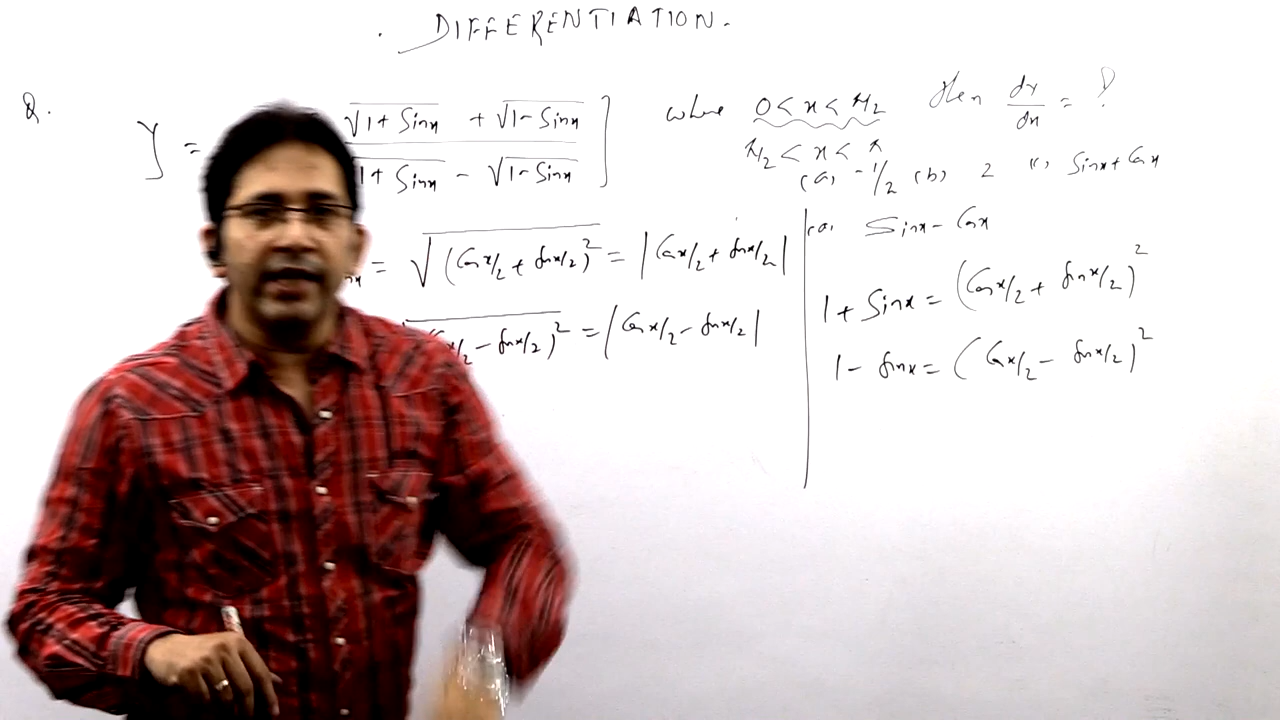 . DIFFERENTIATION.
Q. Y = √1 + Sinx + √1 - Sinx / √1 + Sinx - √1 - Sinx ] where 0 < x < π/2 then dy/dx = ?
π/2 < x < π
(a) -1/2 (b) 2 (c) Sinx + Cosx
(d) Sinx - Cosx
= √(Cosx/2 + Sinx/2)² = |Cosx/2 + Sinx/2|
x/2 - Sinx/2)² = |Cosx/2 - Sinx/2|
1 + Sinx = (Cosx/2 + Sinx/2)²
1 - Sinx = (Cosx/2 - Sinx/2)²